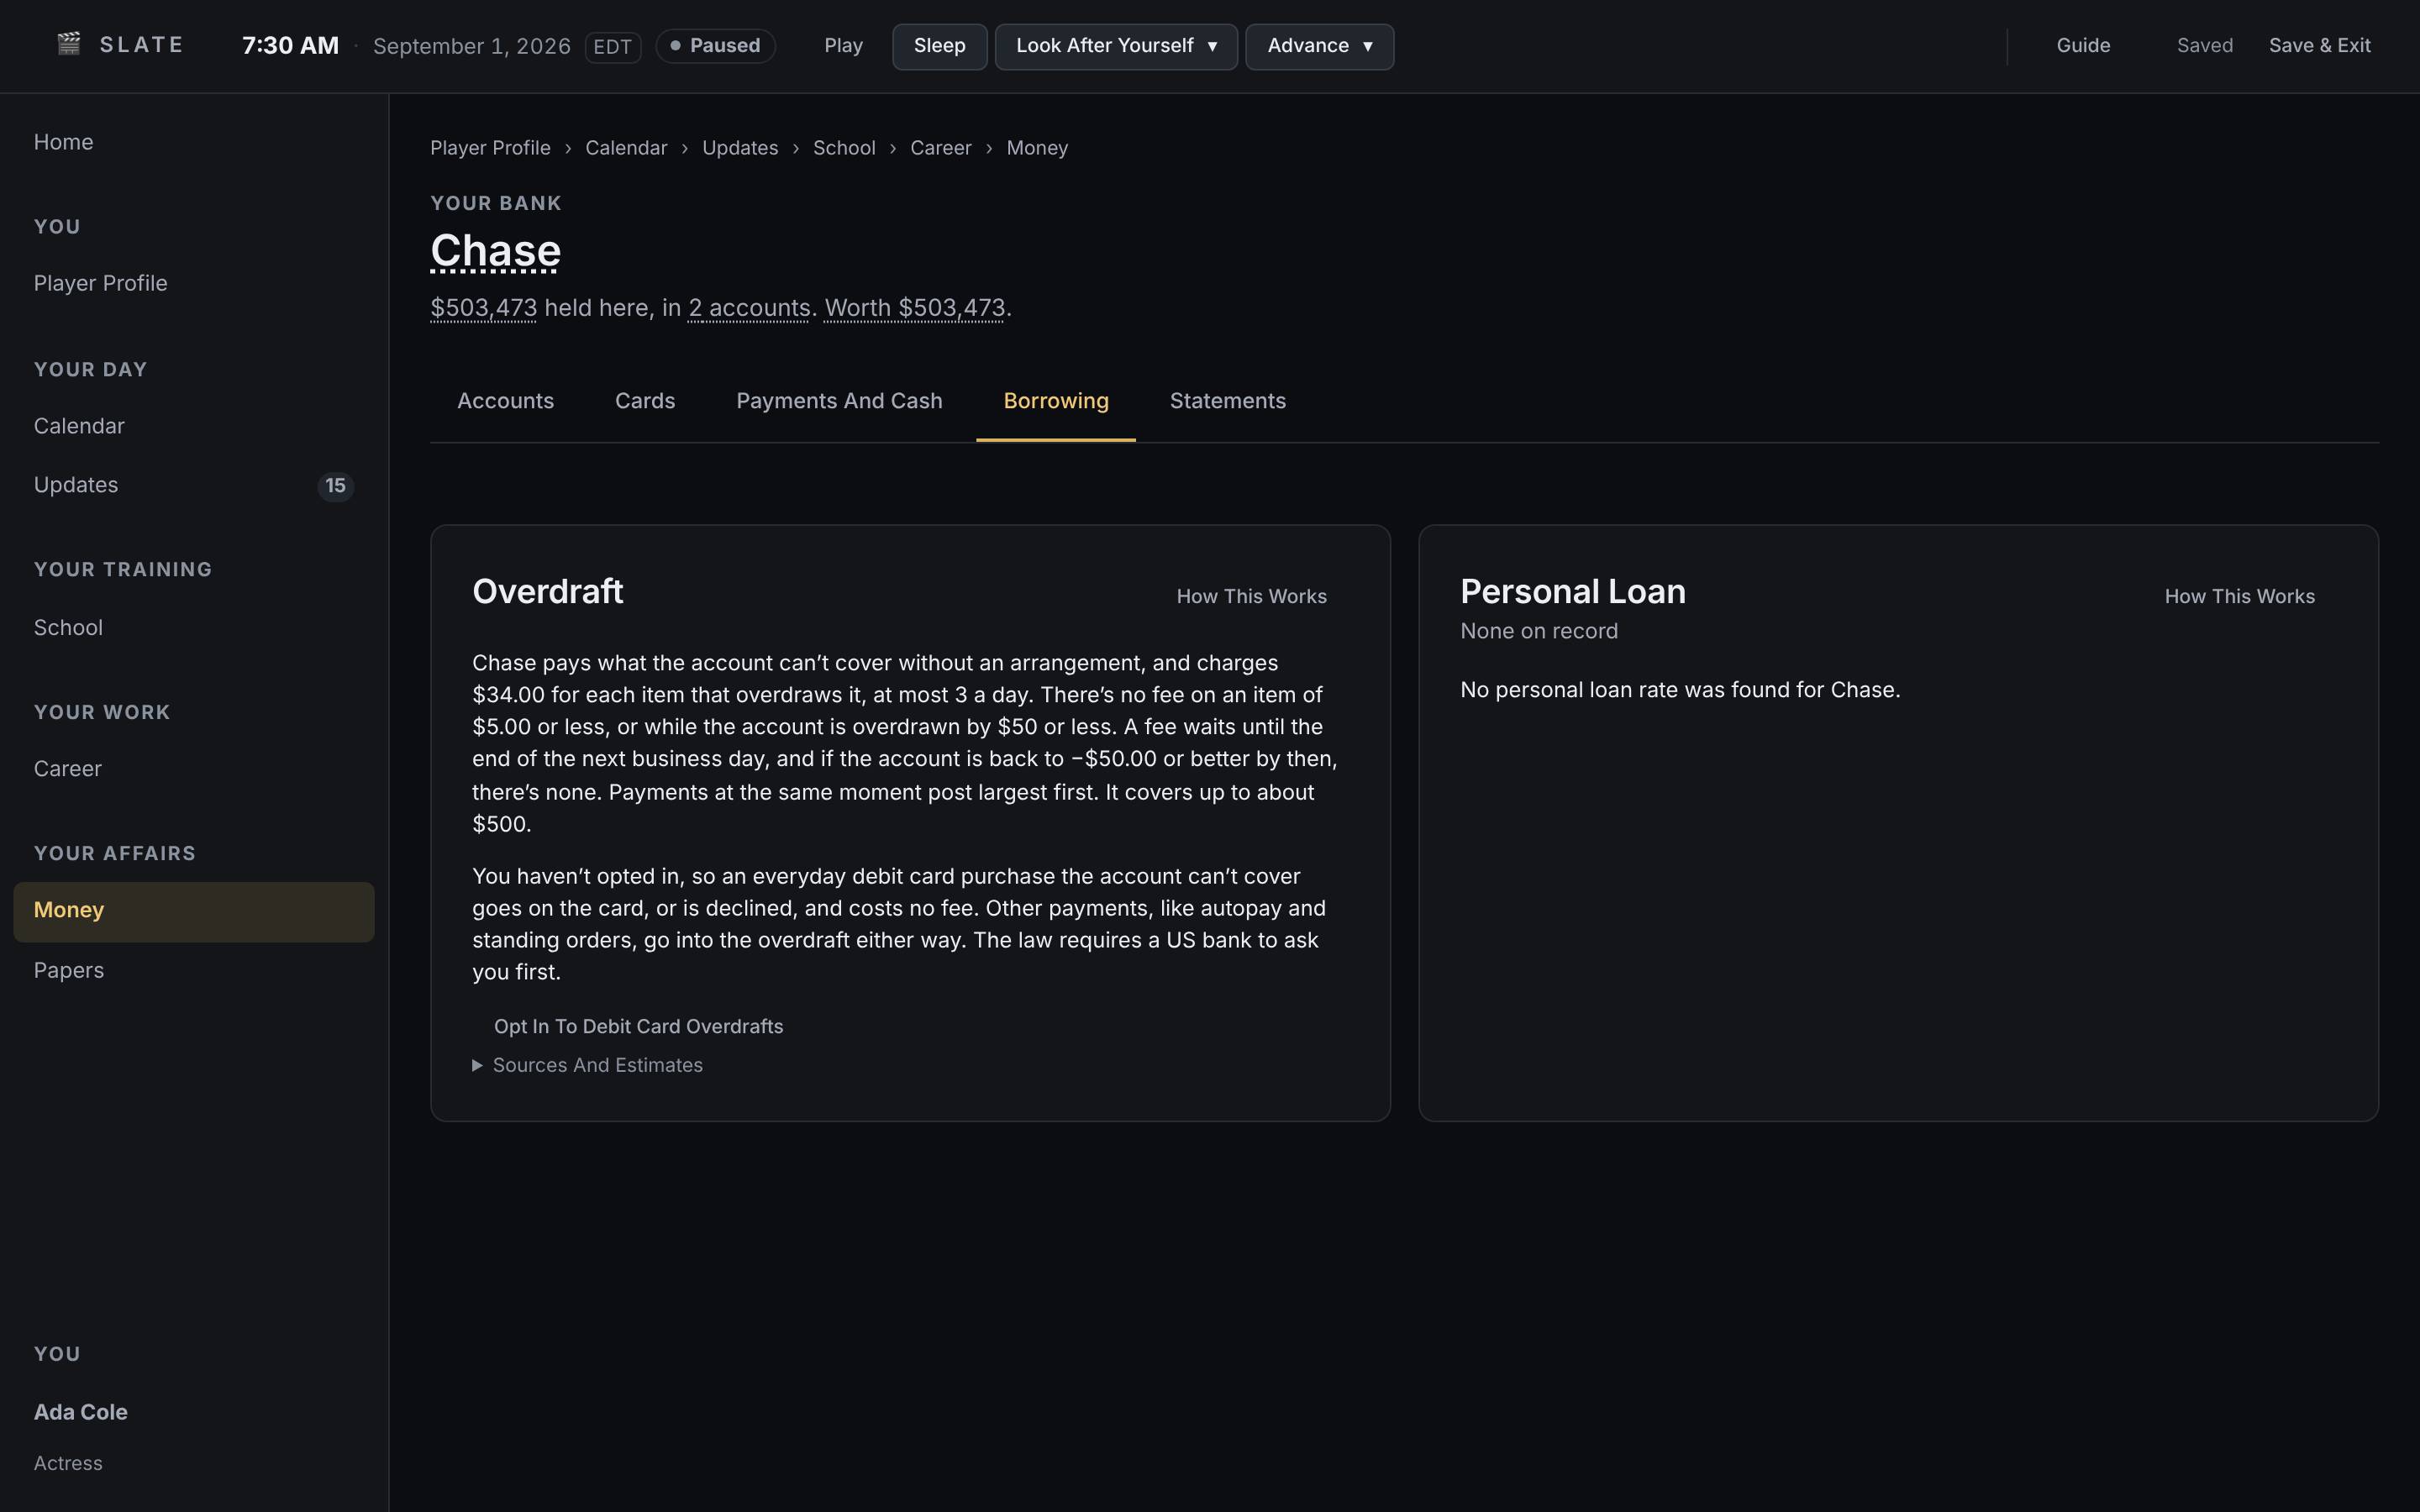 SLATE
7:30 AM · September 1, 2026 EDT Paused Play Sleep Look After Yourself ▼ Advance ▼ Guide Saved Save & Exit
Home
YOU
Player Profile
YOUR DAY
Calendar
Updates 15
YOUR TRAINING
School
YOUR WORK
Career
YOUR AFFAIRS
Money
Papers
YOU
Ada Cole
Actress
Player Profile › Calendar › Updates › School › Career › Money
YOUR BANK
Chase
$503,473 held here, in 2 accounts. Worth $503,473.
Accounts Cards Payments And Cash Borrowing Statements
Overdraft How This Works
Chase pays what the account can’t cover without an arrangement, and charges
$34.00 for each item that overdraws it, at most 3 a day. There’s no fee on an item of
$5.00 or less, or while the account is overdrawn by $50 or less. A fee waits until the
end of the next business day, and if the account is back to −$50.00 or better by then,
there’s none. Payments at the same moment post largest first. It covers up to about
$500.
You haven’t opted in, so an everyday debit card purchase the account can’t cover
goes on the card, or is declined, and costs no fee. Other payments, like autopay and
standing orders, go into the overdraft either way. The law requires a US bank to ask
you first.
Opt In To Debit Card Overdrafts
▶ Sources And Estimates
Personal Loan How This Works
None on record
No personal loan rate was found for Chase.